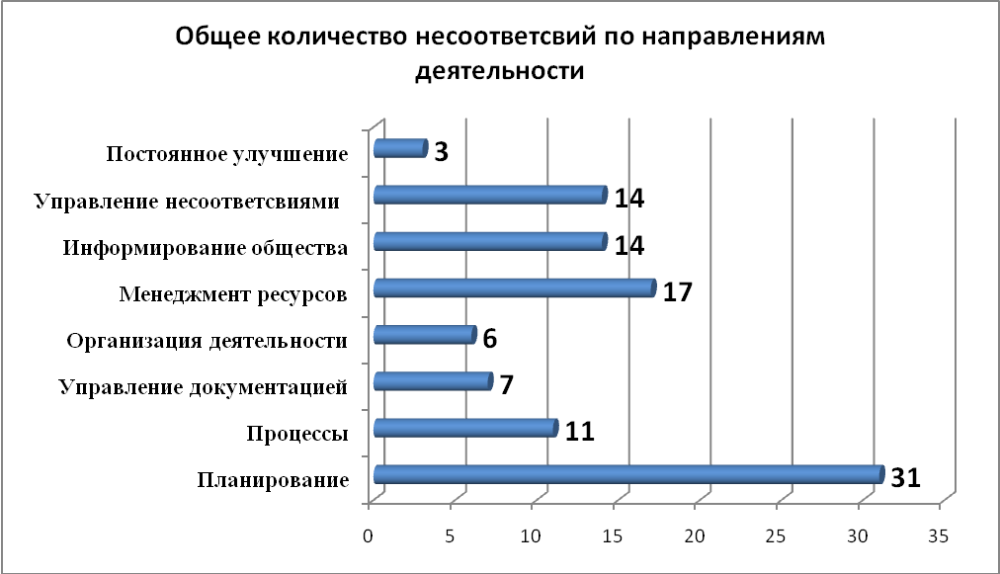 Общее количество несоответсвий по направлениям
деятельности
Постоянное улучшение 3
Управление несоответсвиями 14
Информирование общества 14
Менеджмент ресурсов 17
Организация деятельности 6
Управление документацией 7
Процессы 11
Планирование 31
0 5 10 15 20 25 30 35